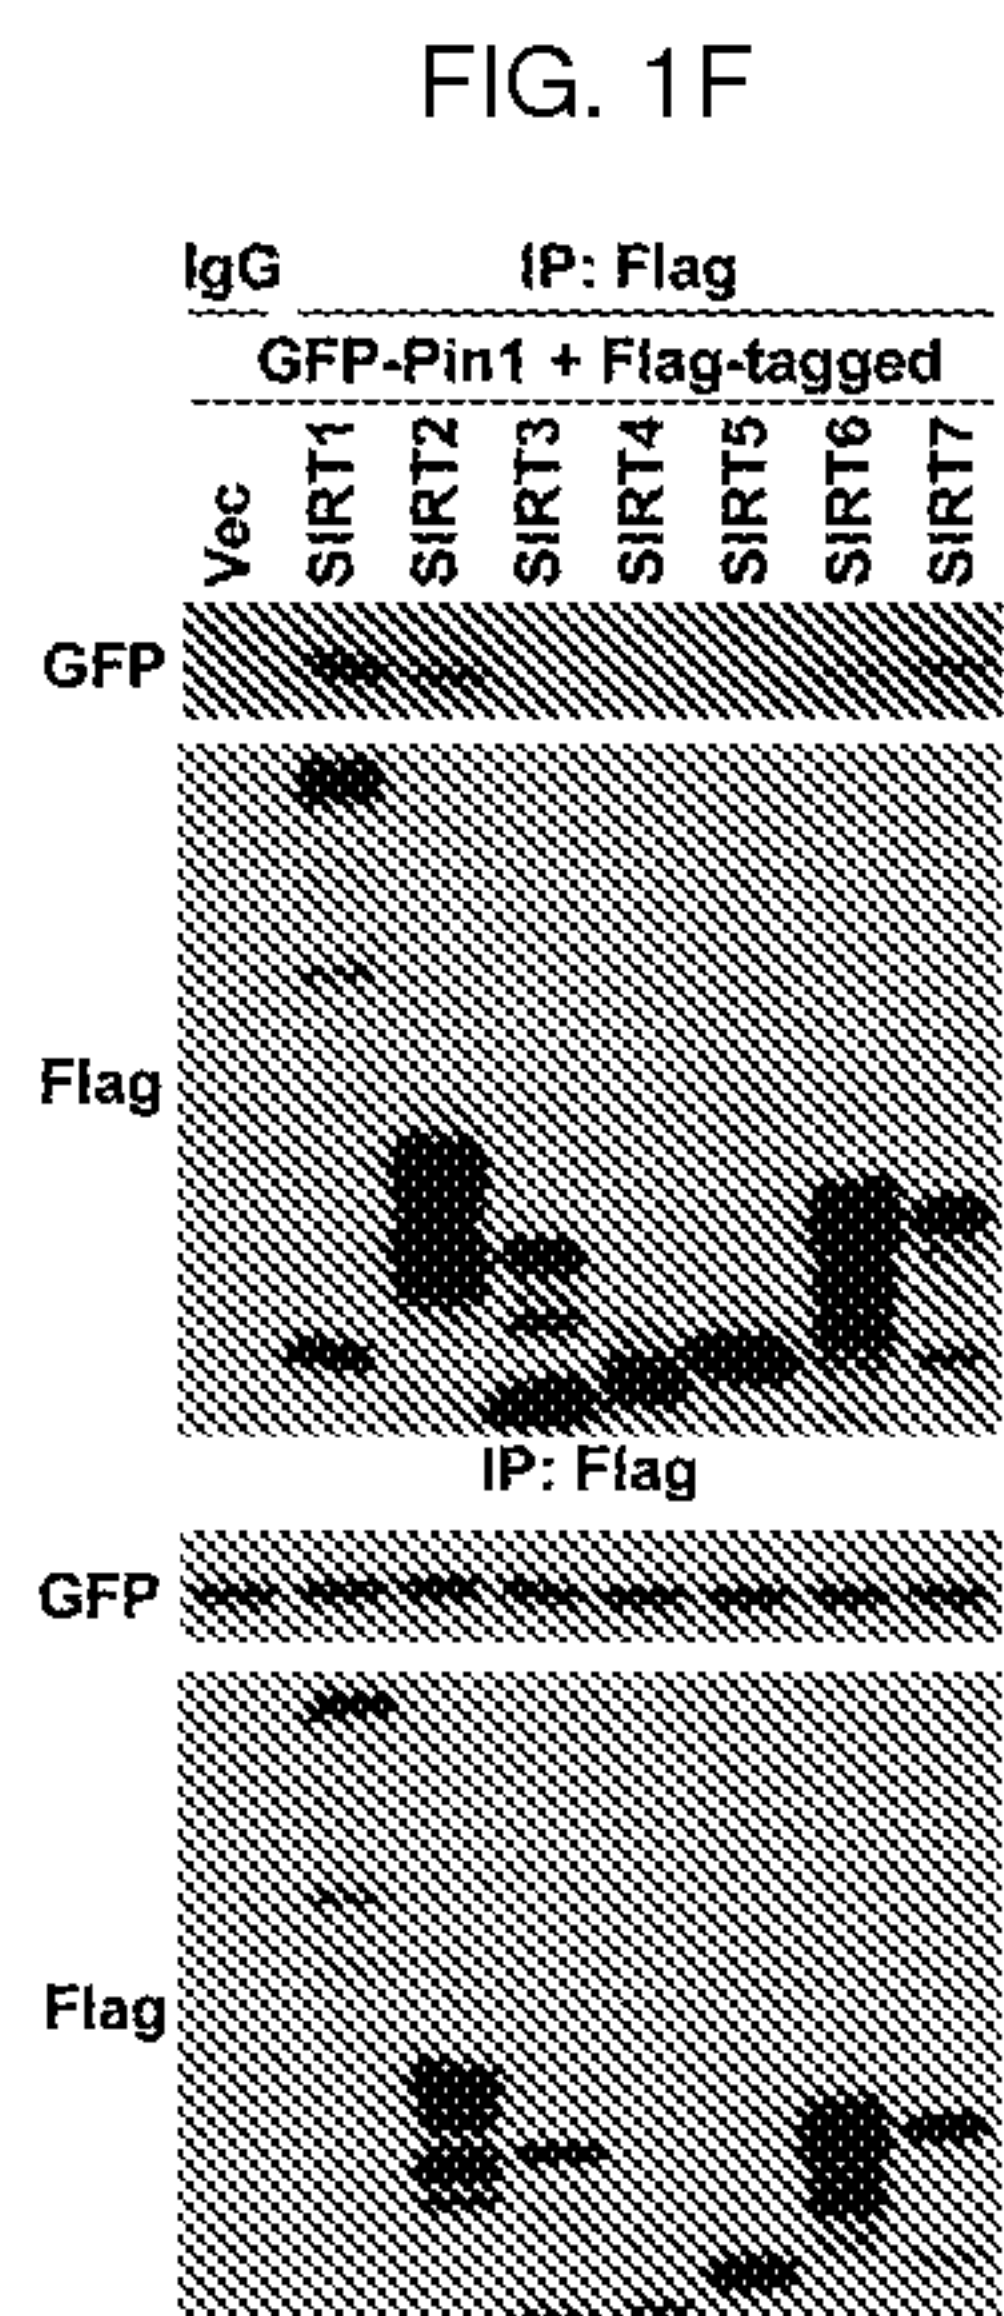 FIG. 1F
IgG IP: Flag
GFP-Pin1 + Flag-tagged
Vec SIRT1 SIRT2 SIRT3 SIRT4 SIRT5 SIRT6 SIRT7
GFP
Flag
IP: Flag
GFP
Flag